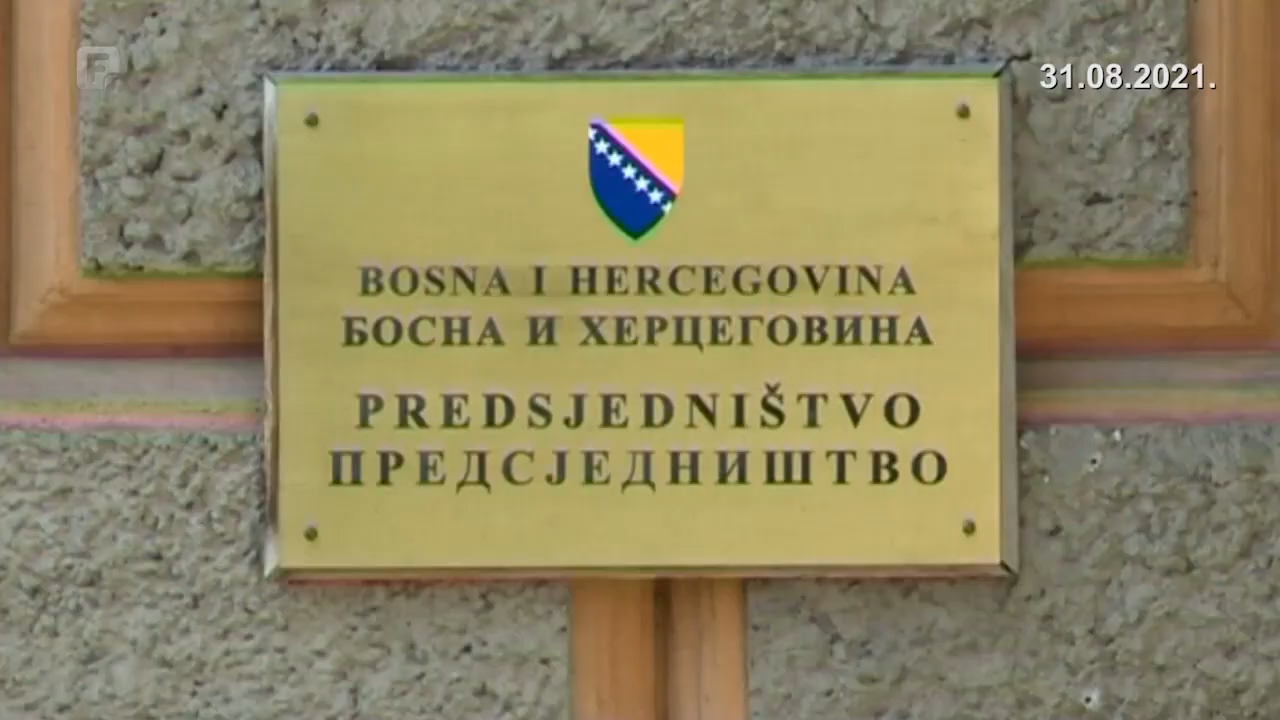 31.08.2021.
BOSNA I HERCEGOVINA
БОСНА И ХЕРЦЕГОВИНА
PREDSJEDNIŠTVO
ПРЕДСЈЕДНИШТВО